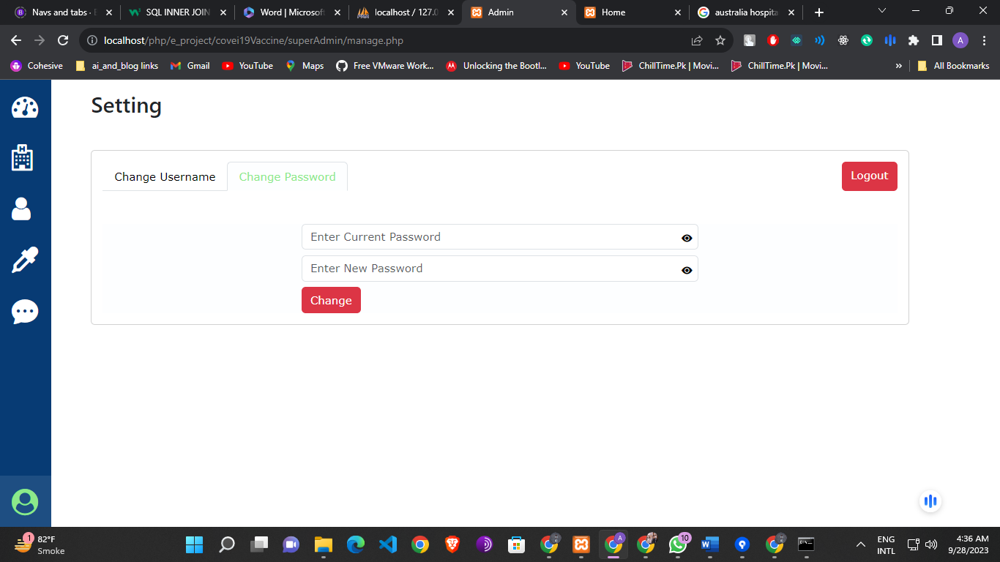 Navs and tabs · B
SQL INNER JOIN
Word | Microsoft
localhost / 127.0
Admin
Home
australia hospita
localhost/php/e_project/covei19Vaccine/superAdmin/manage.php
A
Cohesive
ai_and_blog links
Gmail
YouTube
Maps
Free VMware Work...
Unlocking the Bootl...
YouTube
ChillTime.Pk | Movi...
ChillTime.Pk | Movi...
»
All Bookmarks
Setting
Change Username
Change Password
Logout
Enter Current Password
Enter New Password
Change
1
82°F
Smoke
A
10
ENG
INTL
4:36 AM
9/28/2023